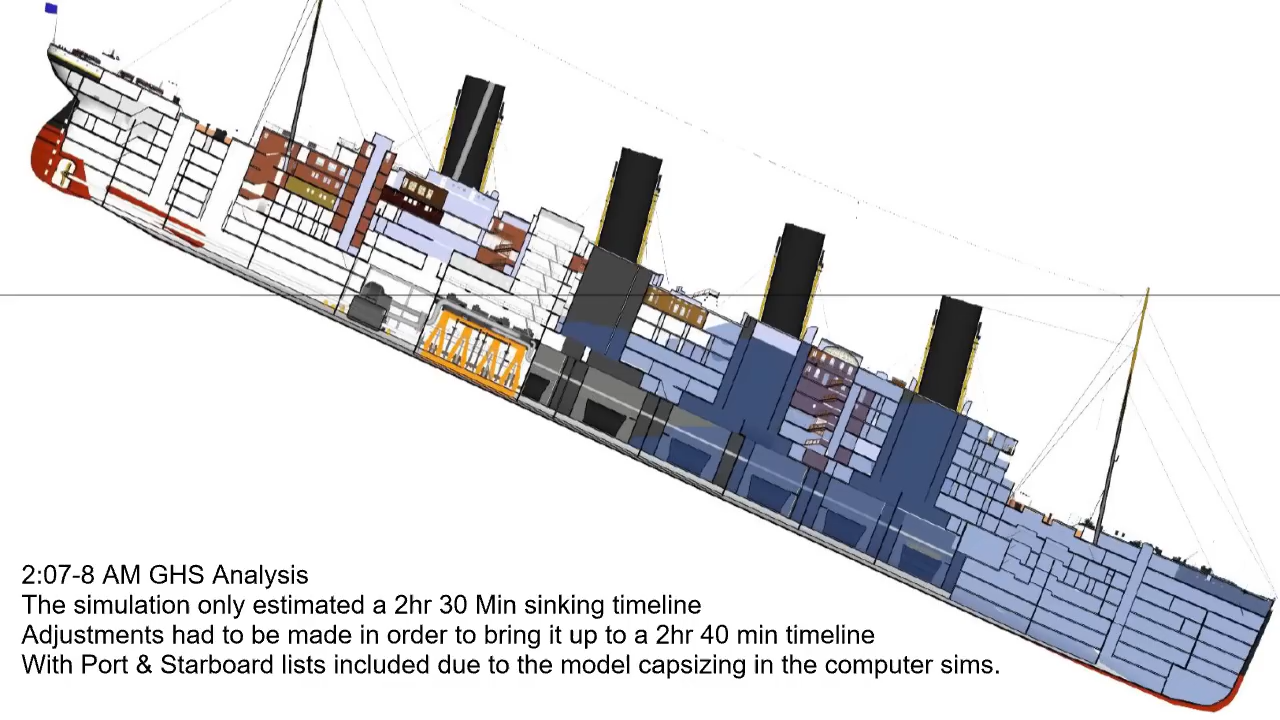 2:07-8 AM GHS Analysis
The simulation only estimated a 2hr 30 Min sinking timeline
Adjustments had to be made in order to bring it up to a 2hr 40 min timeline
With Port & Starboard lists included due to the model capsizing in the computer sims.